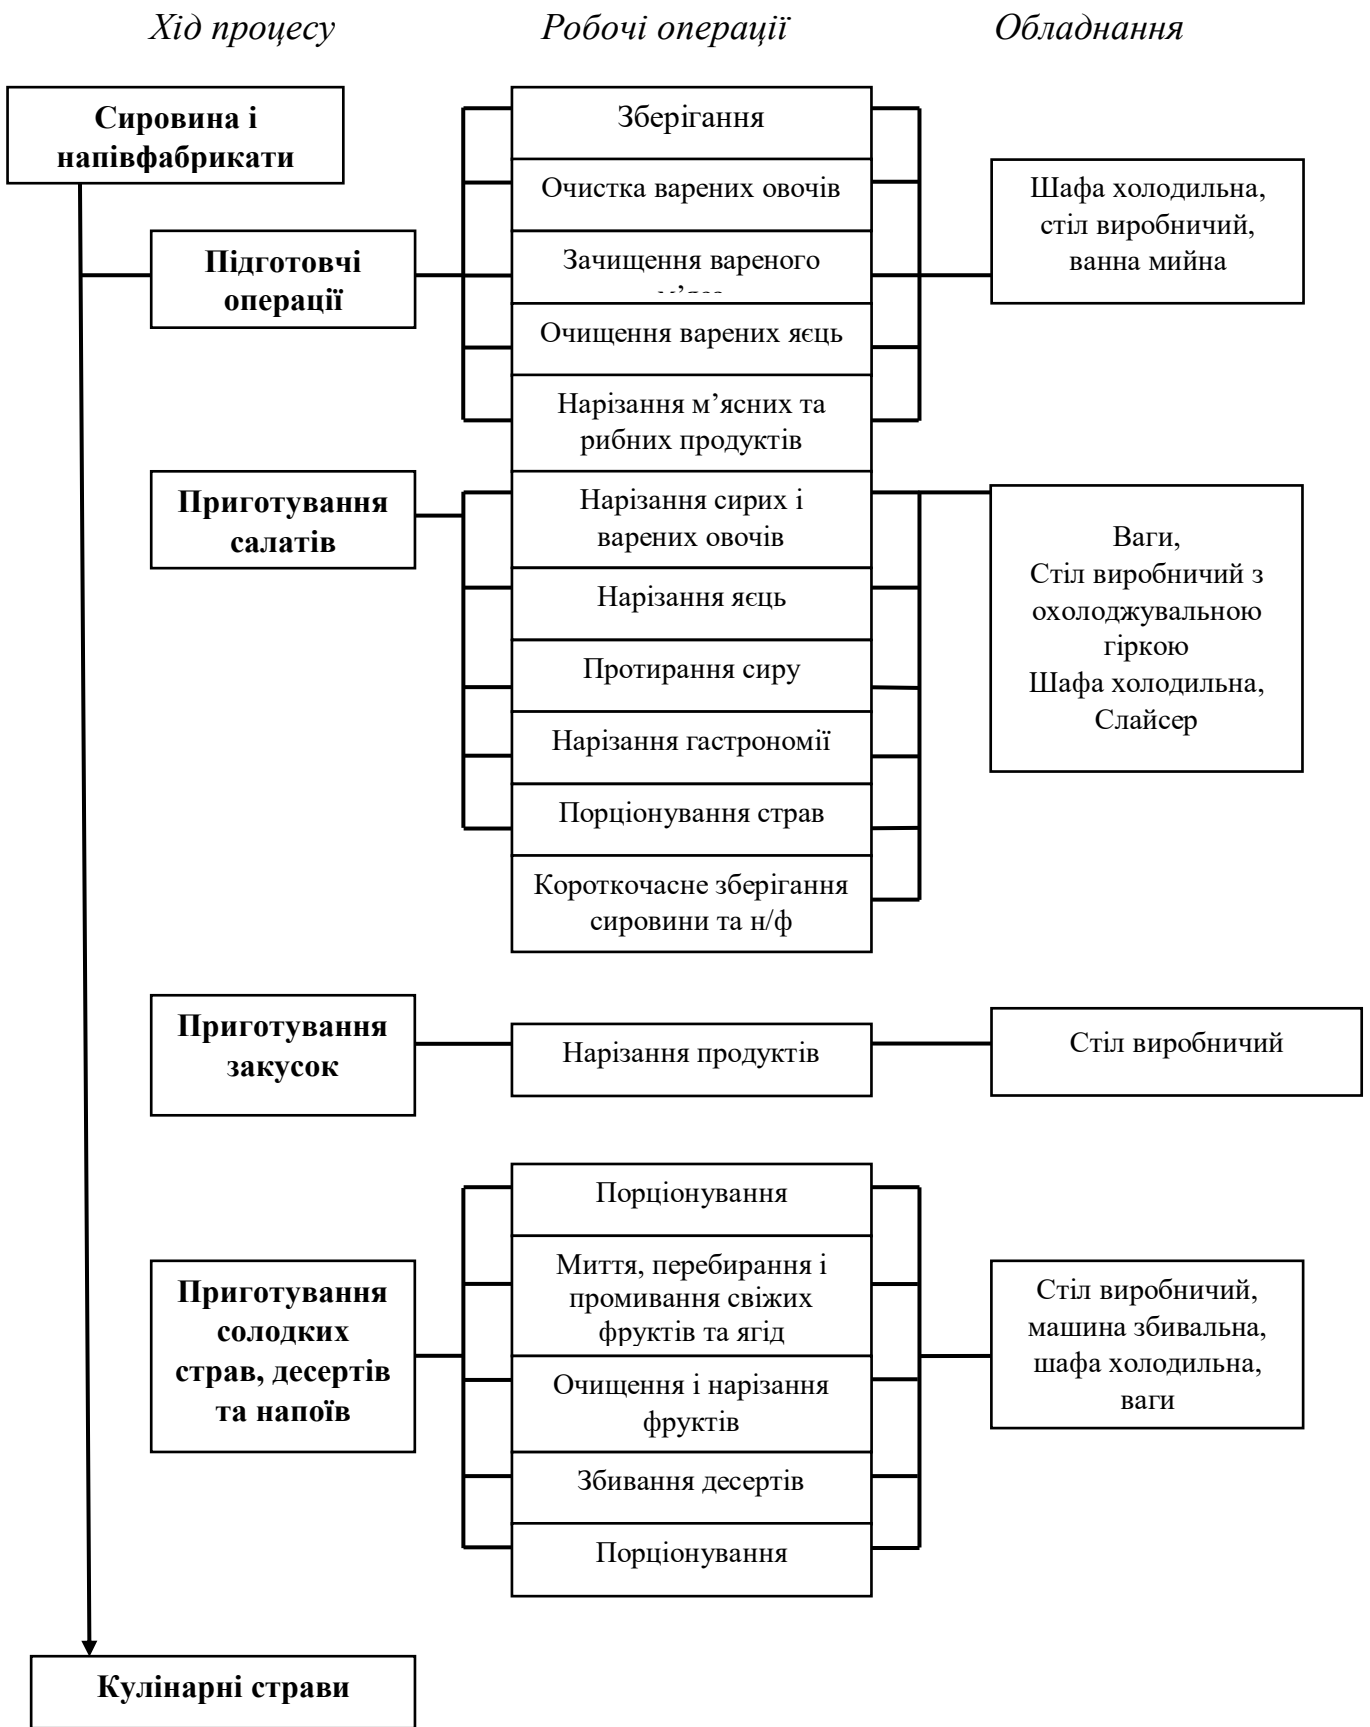 Хід процесу
Робочі операції
Обладнання
Сировина і
напівфабрикати
Підготовчі
операції
Зберігання
Очистка варених овочів
Зачищення вареного
Очищення варених яєць
Нарізання м’ясних та
рибних продуктів
Шафа холодильна,
стіл виробничий,
ванна мийна
Приготування
салатів
Нарізання сирих і
варених овочів
Нарізання яєць
Протирання сиру
Нарізання гастрономії
Порціонування страв
Короткочасне зберігання
сировини та н/ф
Ваги,
Стіл виробничий з
охолоджувальною
гіркою
Шафа холодильна,
Слайсер
Приготування
закусок
Нарізання продуктів
Стіл виробничий
Приготування
солодких
страв, десертів
та напоїв
Порціонування
Миття, перебирання і
промивання свіжих
фруктів та ягід
Очищення і нарізання
фруктів
Збивання десертів
Порціонування
Стіл виробничий,
машина збивальна,
шафа холодильна,
ваги
Кулінарні страви